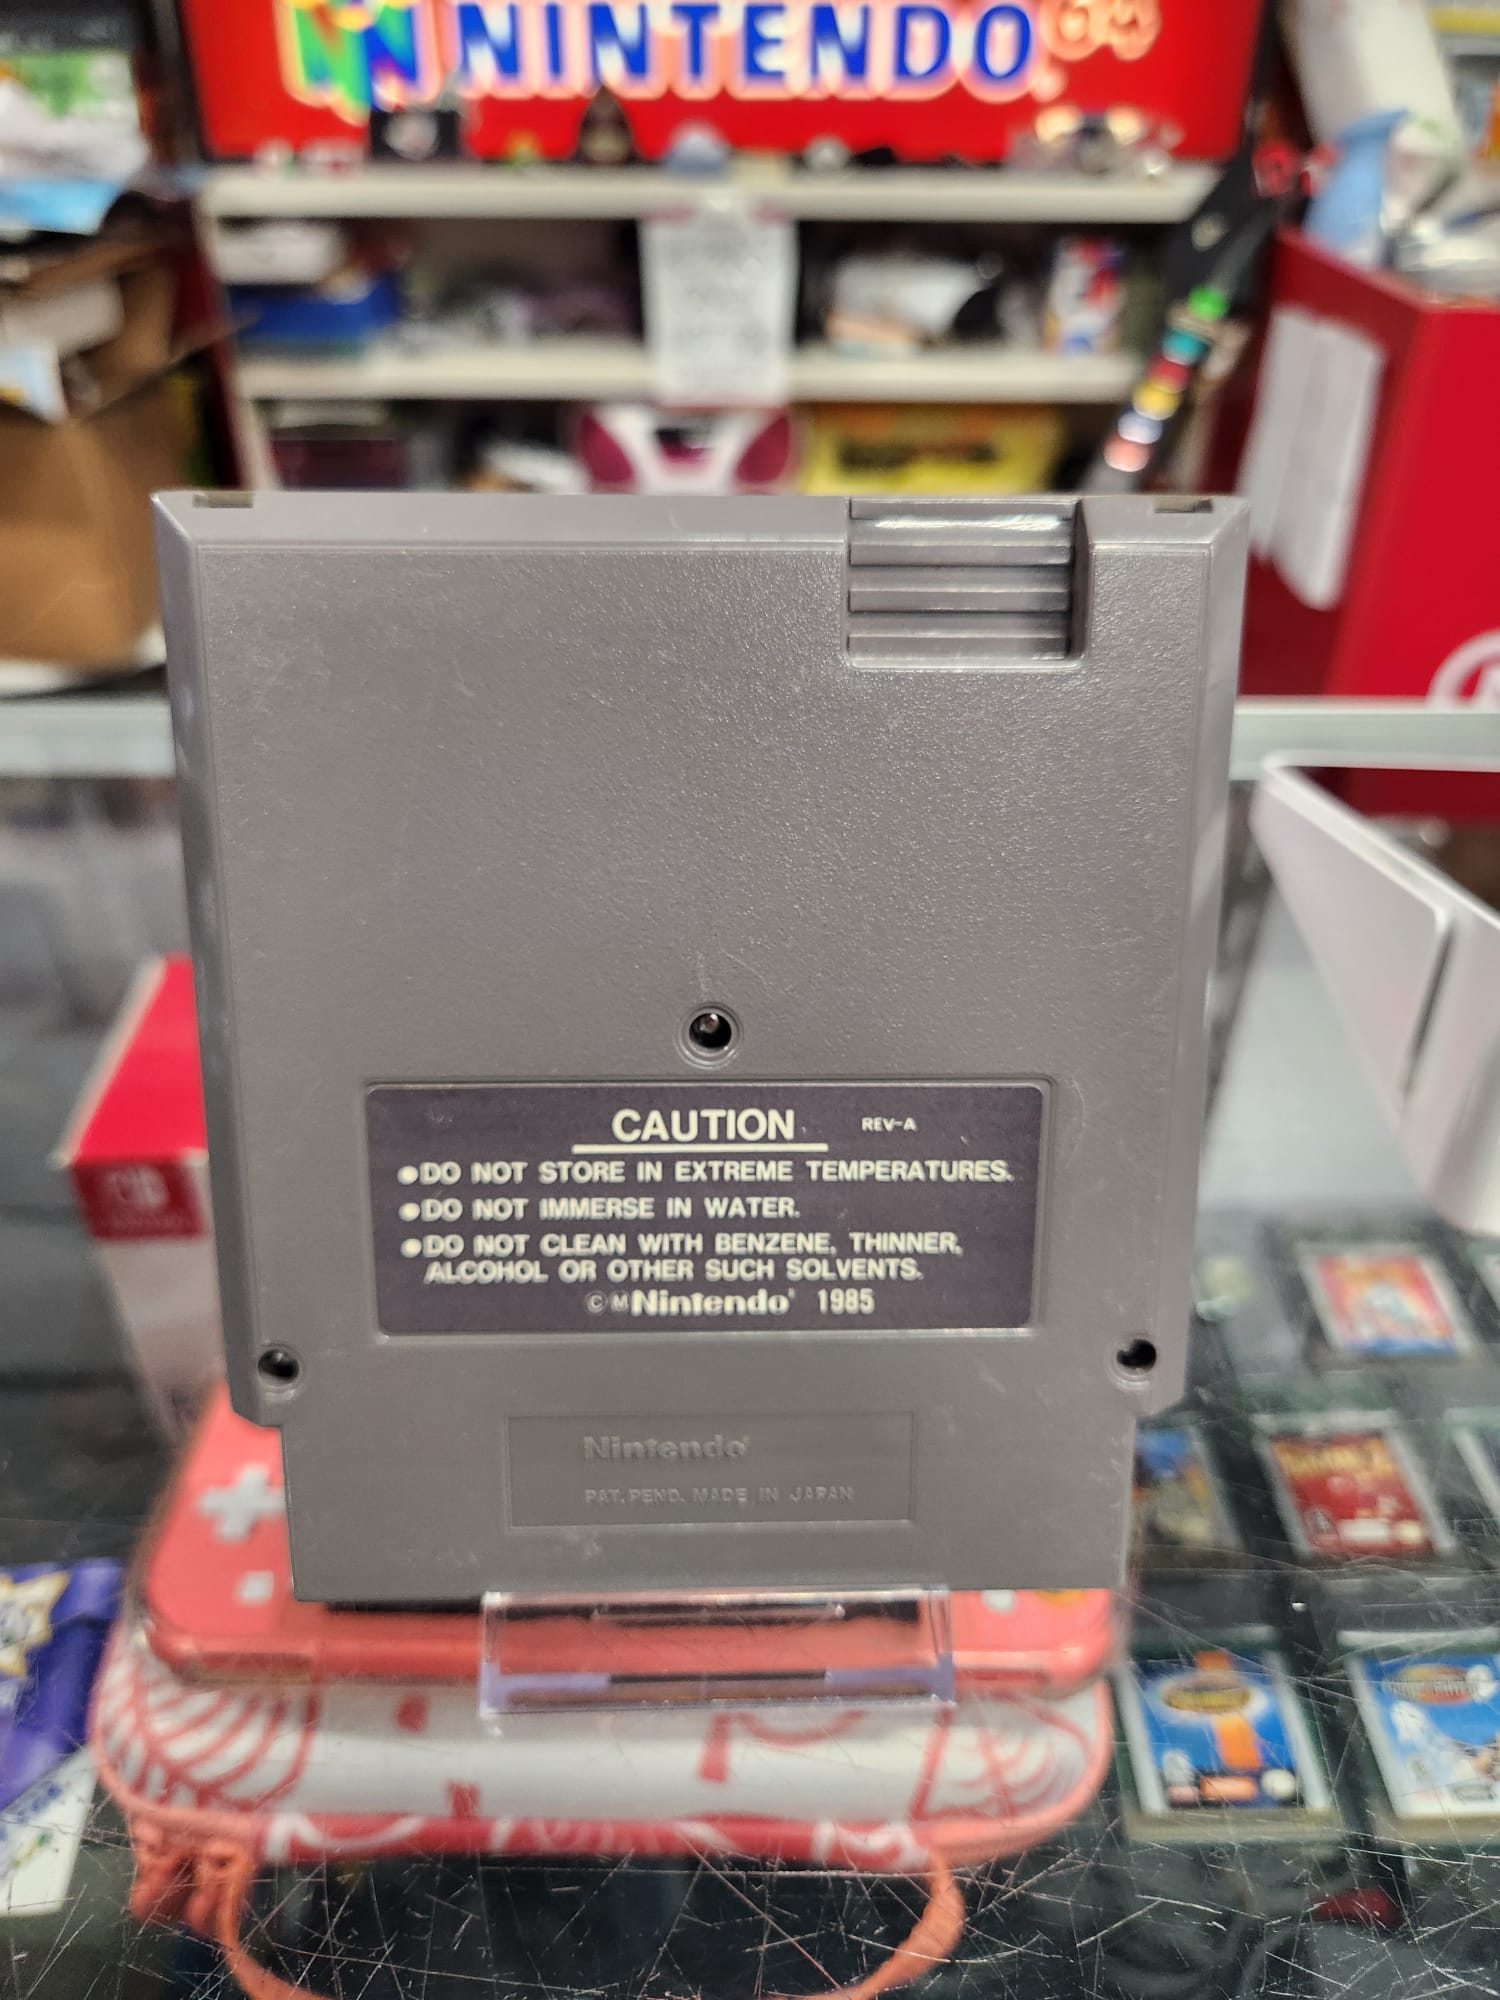 NINTENDO 64
CAUTION REV-A
●DO NOT STORE IN EXTREME TEMPERATURES.
●DO NOT IMMERSE IN WATER.
●DO NOT CLEAN WITH BENZENE, THINNER,
ALCOHOL OR OTHER SUCH SOLVENTS.
©M Nintendo® 1985
Nintendo®
PAT. PEND. MADE IN JAPAN